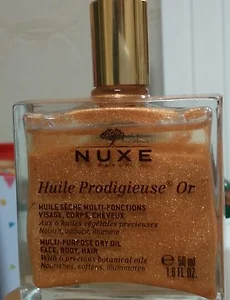 NUXE
PARIS
Huile Prodigieuse® Or
HUILE SÈCHE MULTI-FONCTIONS
VISAGE, CORPS, CHEVEUX
Aux 6 huiles végétales précieuses
Nourrit, adoucit, illumine
MULTI-PURPOSE DRY OIL
FACE, BODY, HAIR
With 6 precious botanical oils
Nourishes, softens, illuminates
℮ 50 ml
1.6 FL.OZ.